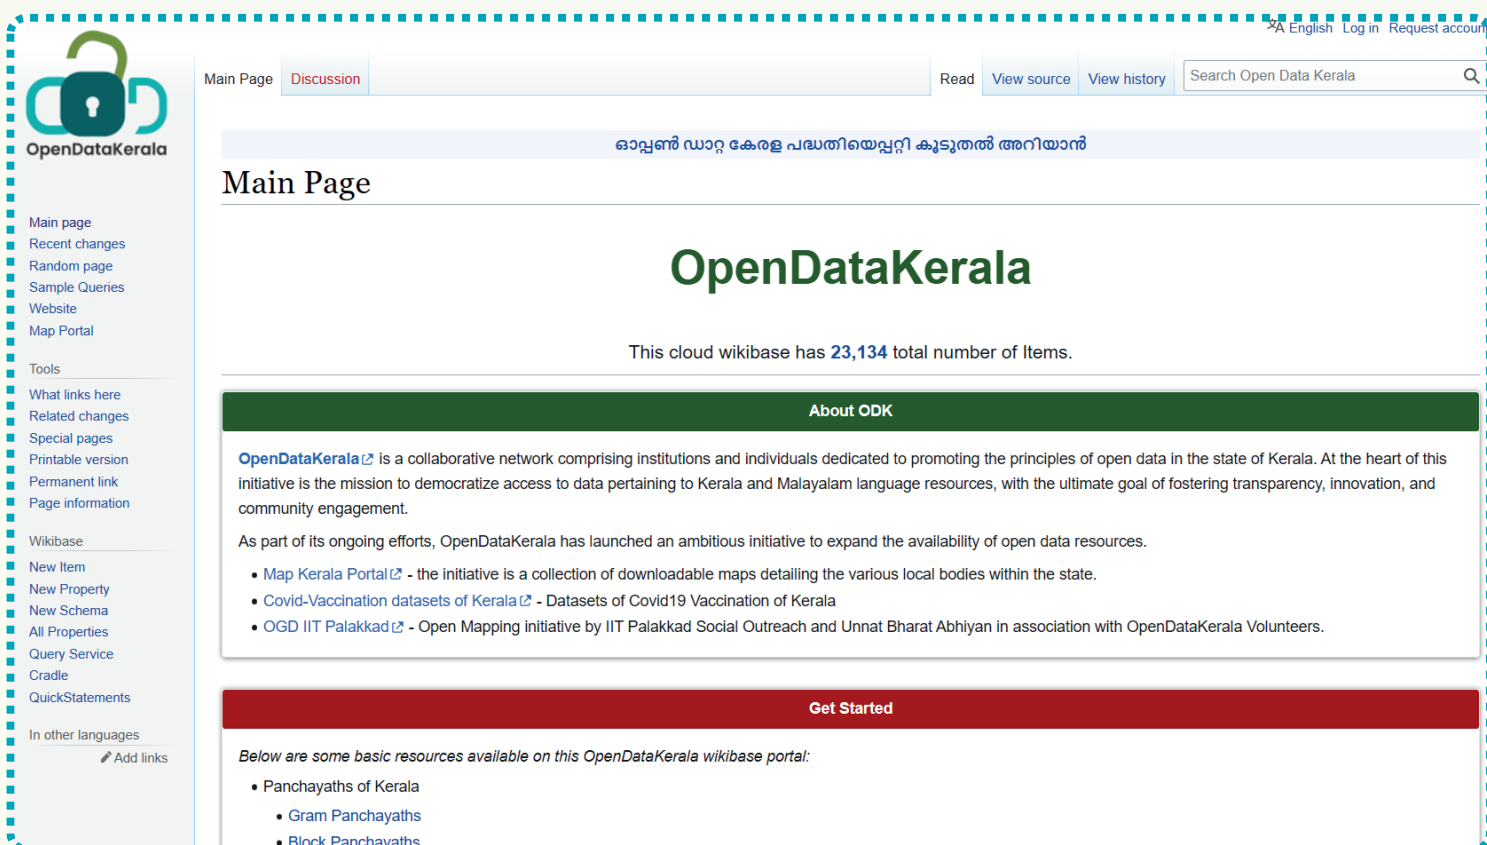 English Log in Request accoun
OpenDataKerala
Main Page Discussion Read View source View history Search Open Data Kerala
ഓപ്പൺ ഡാറ്റ കേരള പദ്ധതിയെപ്പറ്റി കൂടുതൽ അറിയാൻ
Main Page
Main page
Recent changes
Random page
Sample Queries
Website
Map Portal
Tools
What links here
Related changes
Special pages
Printable version
Permanent link
Page information
Wikibase
New Item
New Property
New Schema
All Properties
Query Service
Cradle
QuickStatements
In other languages
Add links
OpenDataKerala
This cloud wikibase has 23,134 total number of Items.
About ODK
OpenDataKerala is a collaborative network comprising institutions and individuals dedicated to promoting the principles of open data in the state of Kerala. At the heart of this
initiative is the mission to democratize access to data pertaining to Kerala and Malayalam language resources, with the ultimate goal of fostering transparency, innovation, and
community engagement.
As part of its ongoing efforts, OpenDataKerala has launched an ambitious initiative to expand the availability of open data resources.
• Map Kerala Portal - the initiative is a collection of downloadable maps detailing the various local bodies within the state.
• Covid-Vaccination datasets of Kerala - Datasets of Covid19 Vaccination of Kerala
• OGD IIT Palakkad - Open Mapping initiative by IIT Palakkad Social Outreach and Unnat Bharat Abhiyan in association with OpenDataKerala Volunteers.
Get Started
Below are some basic resources available on this OpenDataKerala wikibase portal:
• Panchayaths of Kerala
• Gram Panchayaths
• Block Panchayaths